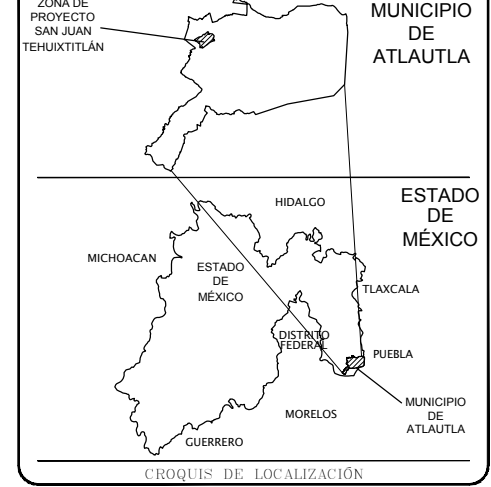 ZONA DE
PROYECTO
SAN JUAN
TEHUIXTITLÁN
MUNICIPIO
DE
ATLAUTLA
ESTADO
DE
MÉXICO
HIDALGO
MICHOACAN
ESTADO
DE
MÉXICO
TLAXCALA
DISTRITO
FEDERAL
PUEBLA
MUNICIPIO
DE
ATLAUTLA
MORELOS
GUERRERO
CROQUIS DE LOCALIZACIÓN